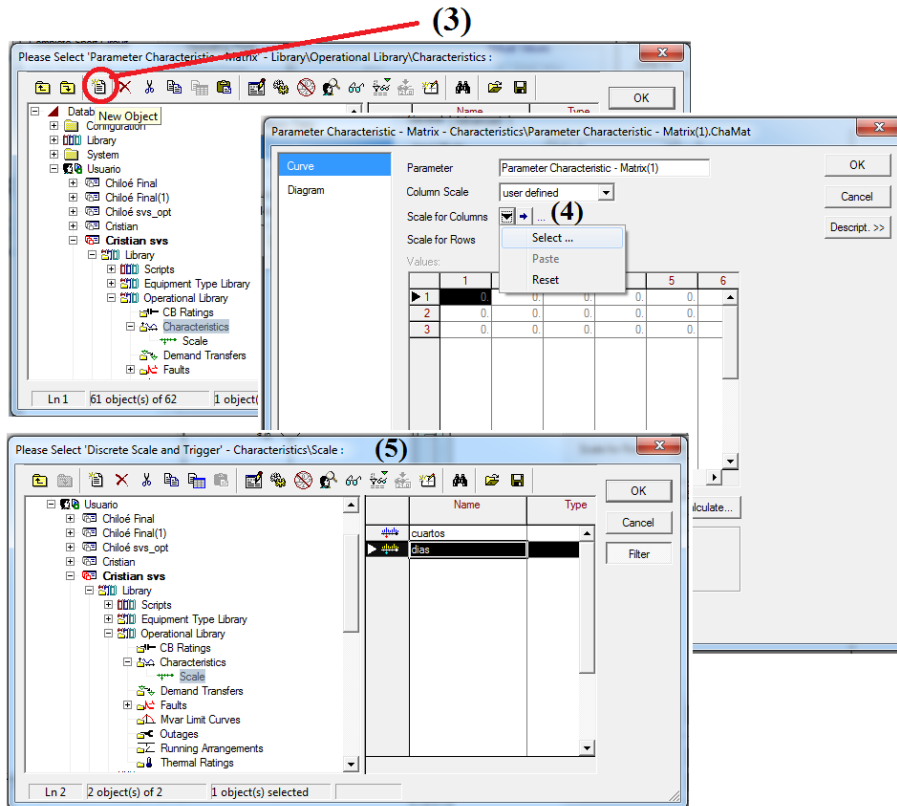 (3)
Please Select 'Parameter Characteristic - Matrix' - Library\Operational Library\Characteristics :
OK
New Object
Configuration
Library
System
Usuario
Chiloé Final
Chiloé Final(1)
Chiloé svs_opt
Cristian
Cristian svs
Library
Scripts
Equipment Type Library
Operational Library
CB Ratings
Characteristics
Scale
Demand Transfers
Faults
Ln 1
61 object(s) of 62
Parameter Characteristic - Matrix - Characteristics\Parameter Characteristic - Matrix(1).ChaMat
Curve
Diagram
Parameter
Parameter Characteristic - Matrix(1)
Column Scale
user defined
Scale for Columns
... (4)
Scale for Rows
Values:
Select ...
Paste
Reset
OK
Cancel
Descript. >>
1 5 6
1 0. 0. 0. 0. 0.
2 0. 0. 0. 0. 0.
3 0. 0. 0. 0. 0.
Please Select 'Discrete Scale and Trigger' - Characteristics\Scale :
(5)
Usuario
Chiloé Final
Chiloé Final(1)
Chiloé svs_opt
Cristian
Cristian svs
Library
Scripts
Equipment Type Library
Operational Library
CB Ratings
Characteristics
Scale
Demand Transfers
Faults
Mvar Limit Curves
Outages
Running Arrangements
Thermal Ratings
Name Type
cuartos
dias
OK
Cancel
Filter
Ln 2
2 object(s) of 2
1 object(s) selected